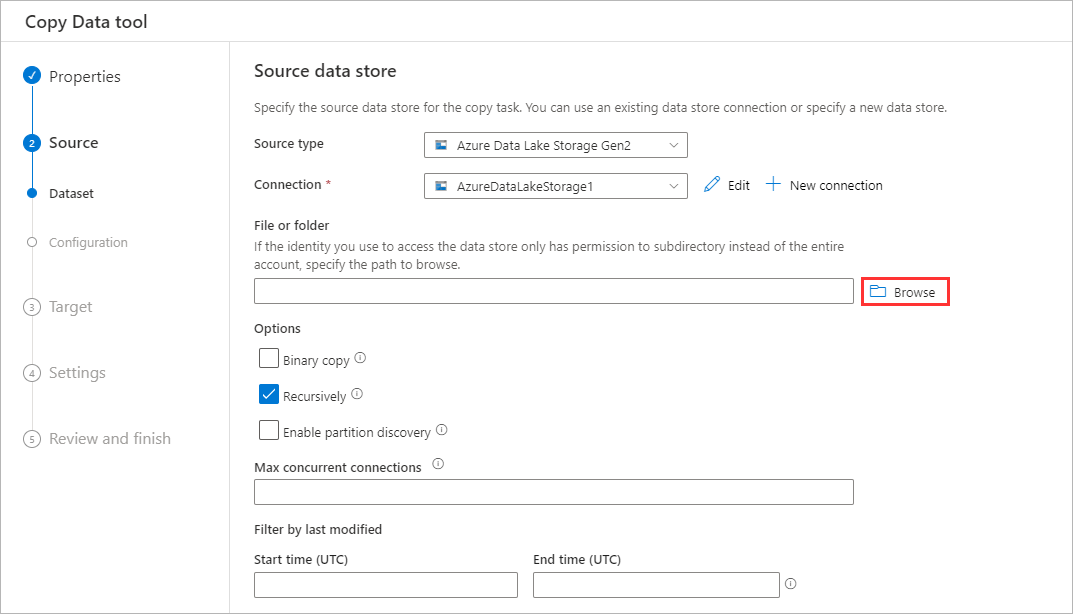 Copy Data tool
Properties
2 Source
Dataset
Configuration
3 Target
4 Settings
5 Review and finish
Source data store
Specify the source data store for the copy task. You can use an existing data store connection or specify a new data store.
Source type Azure Data Lake Storage Gen2
Connection * AzureDataLakeStorage1 Edit New connection
File or folder
If the identity you use to access the data store only has permission to subdirectory instead of the entire
account, specify the path to browse.
Browse
Options
Binary copy
Recursively
Enable partition discovery
Max concurrent connections
Filter by last modified
Start time (UTC) End time (UTC)